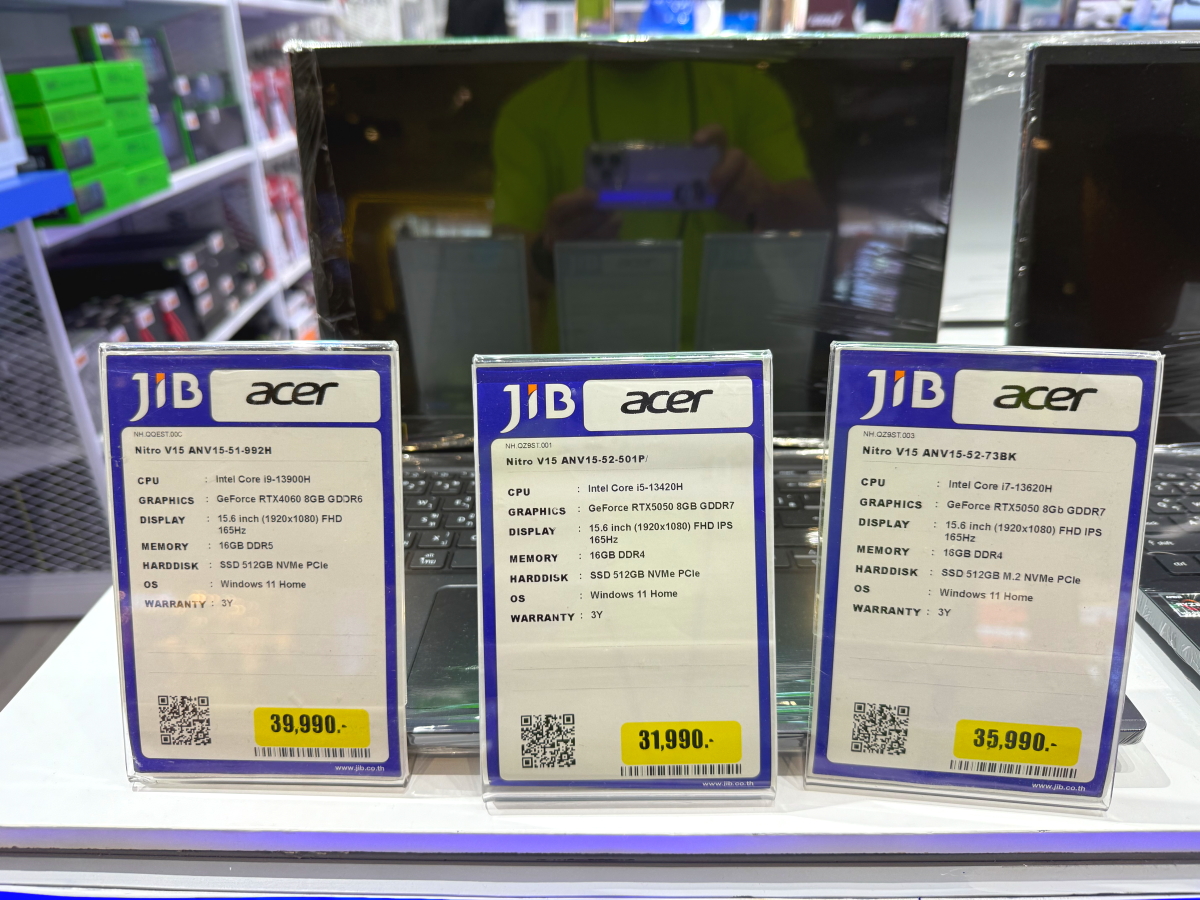 JIB acer
NH.QQEST.00C
Nitro V15 ANV15-51-992H
CPU : Intel Core i9-13900H
GRAPHICS : GeForce RTX4060 8GB GDDR6
DISPLAY : 15.6 inch (1920x1080) FHD
165Hz
MEMORY : 16GB DDR5
HARDDISK : SSD 512GB NVMe PCIe
OS : Windows 11 Home
WARRANTY : 3Y
39,990.-
www.jib.co.th
JIB acer
NH.QZ9ST.001
Nitro V15 ANV15-52-501P
CPU : Intel Core i5-13420H
GRAPHICS : GeForce RTX5050 8GB GDDR7
DISPLAY : 15.6 inch (1920x1080) FHD IPS
165Hz
MEMORY : 16GB DDR4
HARDDISK : SSD 512GB NVMe PCIe
OS : Windows 11 Home
WARRANTY : 3Y
31,990.-
www.jib.co.th
JIB acer
NH.QZ9ST.003
Nitro V15 ANV15-52-73BK
CPU : Intel Core i7-13620H
GRAPHICS : GeForce RTX5050 8Gb GDDR7
DISPLAY : 15.6 inch (1920x1080) FHD IPS
165Hz
MEMORY : 16GB DDR4
HARDDISK : SSD 512GB M.2 NVMe PCIe
OS : Windows 11 Home
WARRANTY : 3Y
35,990.-
www.jib.co.th